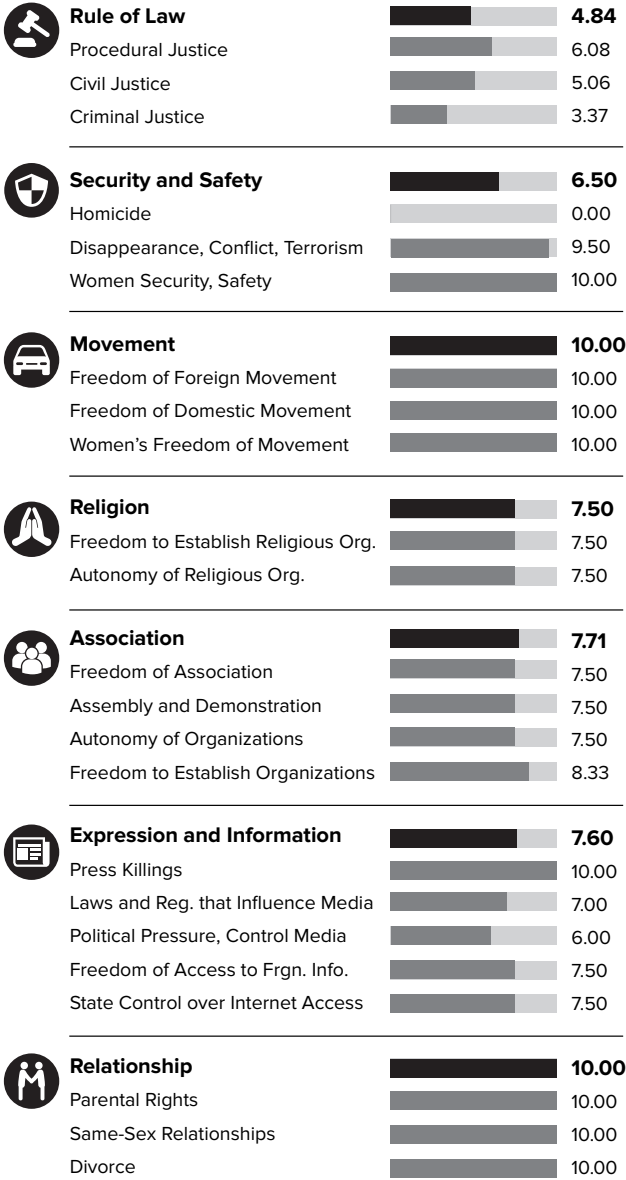 Rule of Law 4.84
Procedural Justice 6.08
Civil Justice 5.06
Criminal Justice 3.37
Security and Safety 6.50
Homicide 0.00
Disappearance, Conflict, Terrorism 9.50
Women Security, Safety 10.00
Movement 10.00
Freedom of Foreign Movement 10.00
Freedom of Domestic Movement 10.00
Women's Freedom of Movement 10.00
Religion 7.50
Freedom to Establish Religious Org. 7.50
Autonomy of Religious Org. 7.50
Association 7.71
Freedom of Association 7.50
Assembly and Demonstration 7.50
Autonomy of Organizations 7.50
Freedom to Establish Organizations 8.33
Expression and Information 7.60
Press Killings 10.00
Laws and Reg. that Influence Media 7.00
Political Pressure, Control Media 6.00
Freedom of Access to Frgn. Info. 7.50
State Control over Internet Access 7.50
Relationship 10.00
Parental Rights 10.00
Same-Sex Relationships 10.00
Divorce 10.00